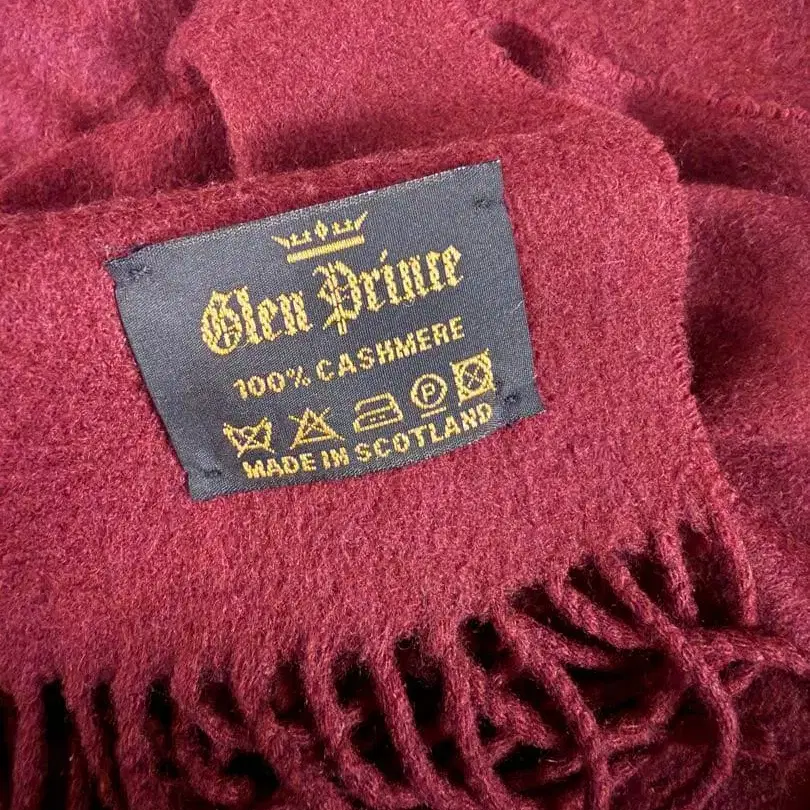 Glen Prince
100% CASHMERE
P
MADE IN SCOTLAND